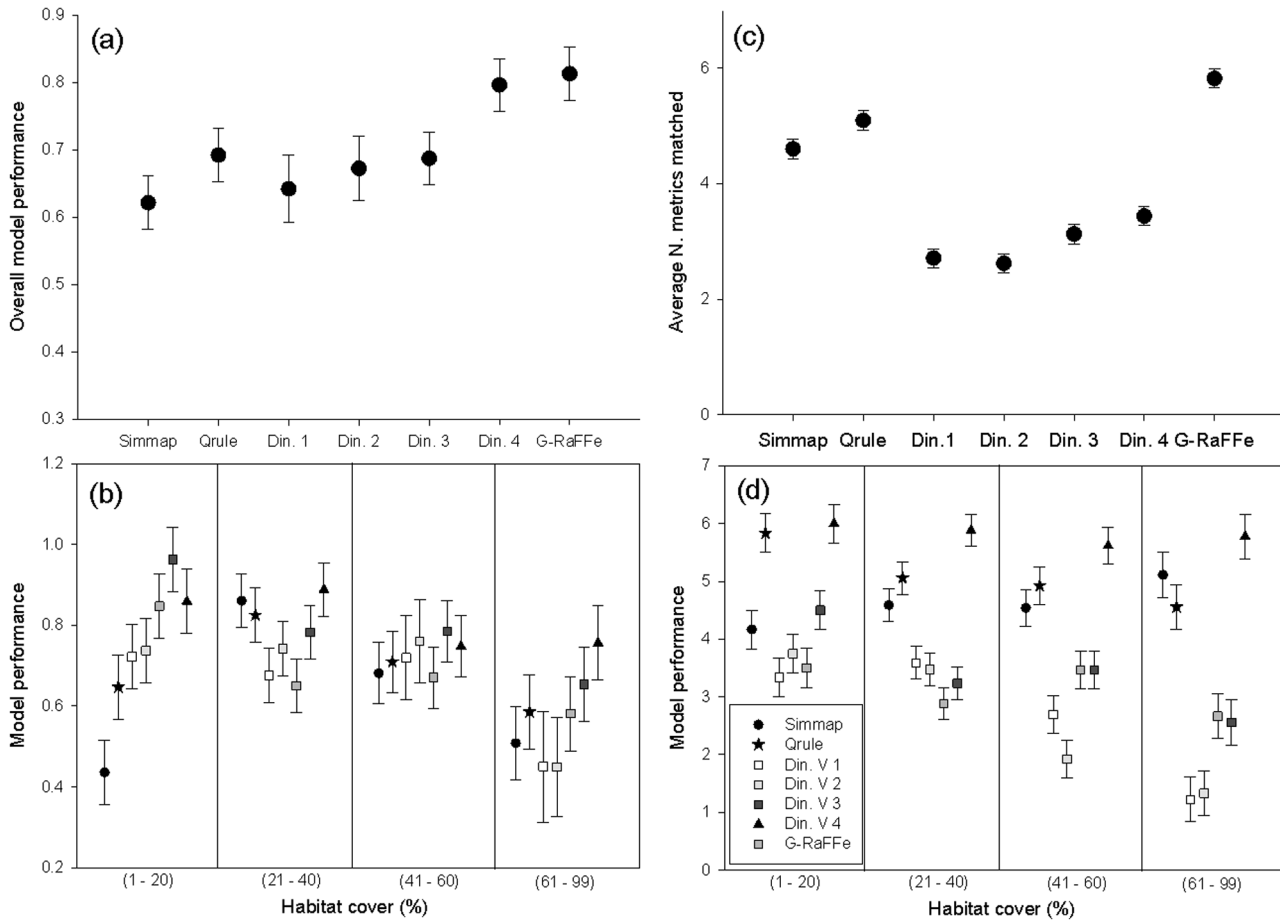 (a)
Overall model performance
0.9
0.8
0.7
0.6
0.5
0.4
0.3
Simmap Qrule Din. 1 Din. 2 Din. 3 Din. 4 G-RaFFe
(c)
Average N. metrics matched
6
4
2
0
Simmap Qrule Din.1 Din. 2 Din. 3 Din. 4 G-RaFFe
(b)
Model performance
1.2
1.0
0.8
0.6
0.4
0.2
(1 - 20) (21 - 40) (41 - 60) (61 - 99)
Habitat cover (%)
(d)
Model performance
7
6
5
4
3
2
1
0
Simmap
Qrule
Din. V 1
Din. V 2
Din. V 3
Din. V 4
G-RaFFe
(1 - 20) (21 - 40) (41 - 60) (61 - 99)
Habitat cover (%)